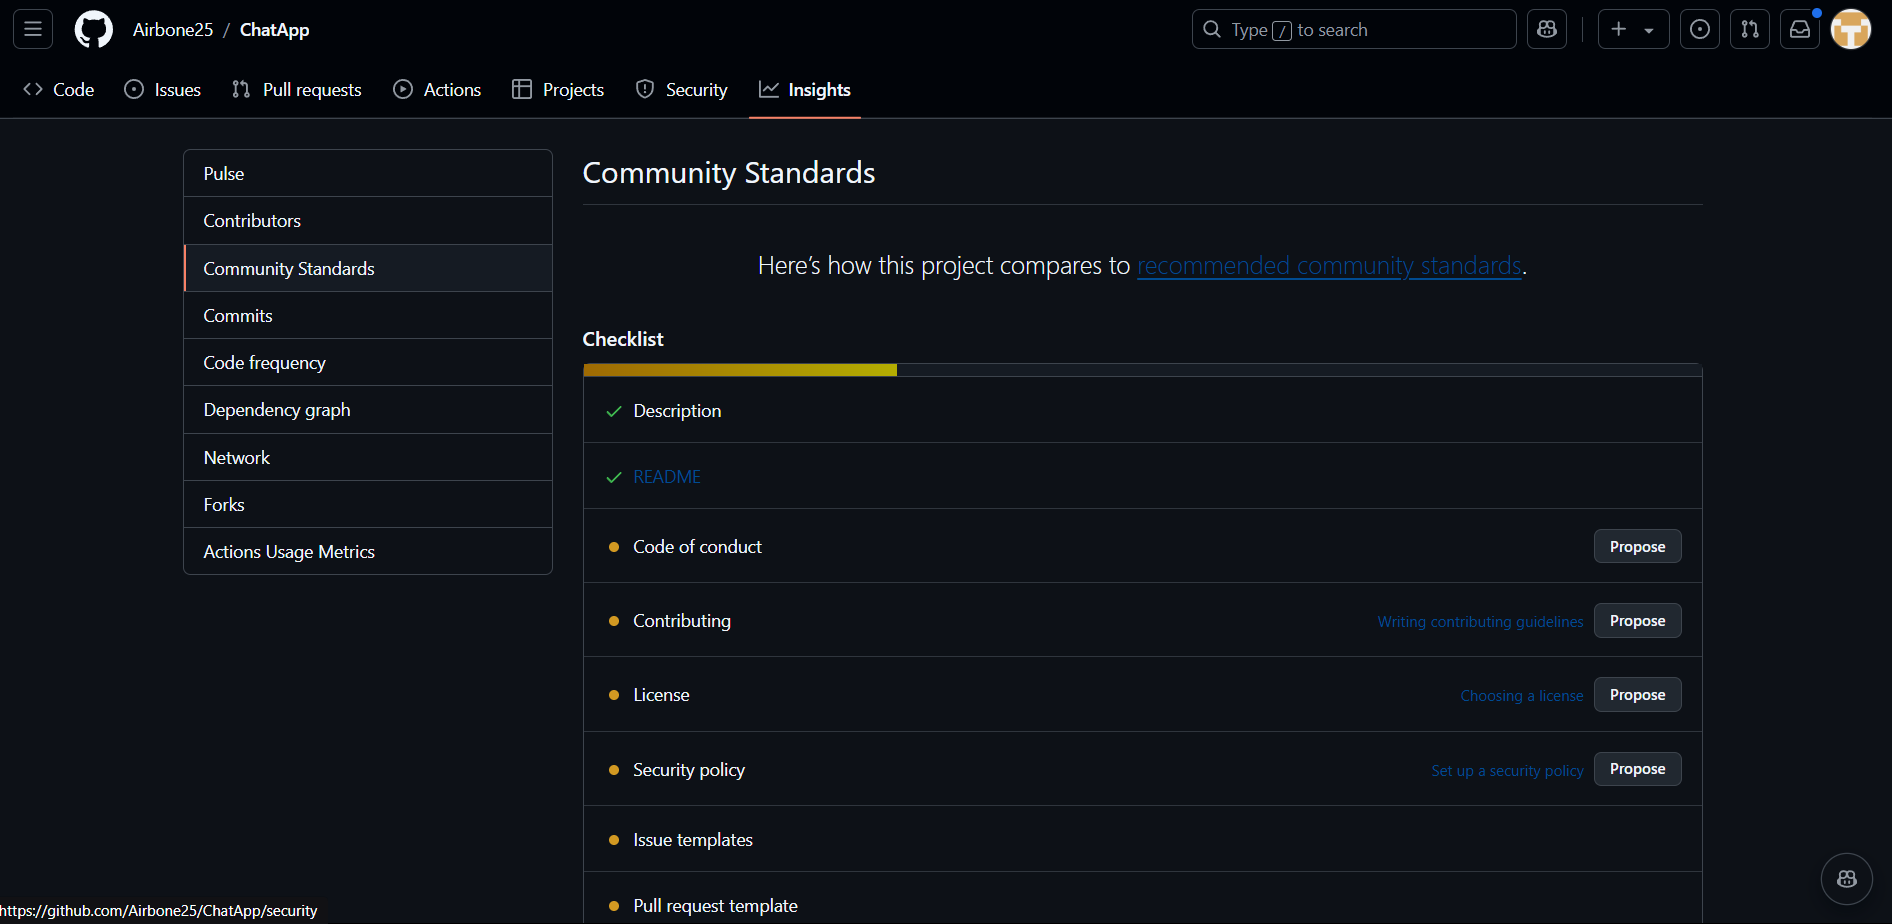 Airbone25 / ChatApp
Type / to search
Code
Issues
Pull requests
Actions
Projects
Security
Insights
Pulse
Contributors
Community Standards
Commits
Code frequency
Dependency graph
Network
Forks
Actions Usage Metrics
Community Standards
Here’s how this project compares to recommended community standards.
Checklist
Description
README
Code of conduct
Propose
Contributing
Writing contributing guidelines
Propose
License
Choosing a license
Propose
Security policy
Set up a security policy
Propose
Issue templates
Pull request template
https://github.com/Airbone25/ChatApp/security